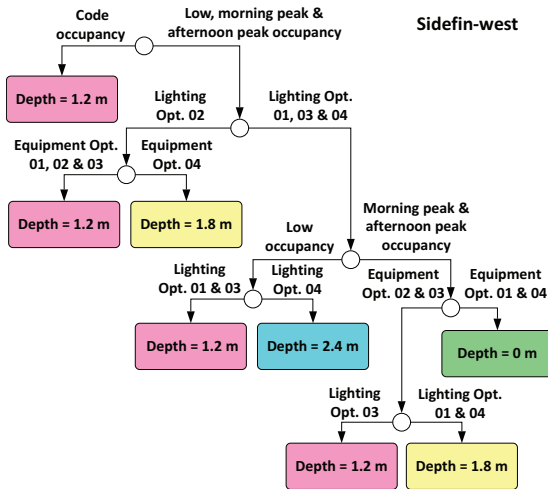 Sidefin-west
Code
occupancy
Low, morning peak &
afternoon peak occupancy
Depth = 1.2 m
Lighting
Opt. 02
Lighting Opt.
01, 03 & 04
Equipment Opt.
01, 02 & 03
Equipment
Opt. 04
Depth = 1.2 m
Depth = 1.8 m
Low
occupancy
Morning peak &
afternoon peak
occupancy
Lighting
Opt. 01 & 03
Lighting
Opt. 04
Equipment
Opt. 02 & 03
Equipment
Opt. 01 & 04
Depth = 1.2 m
Depth = 2.4 m
Depth = 0 m
Lighting
Opt. 03
Lighting Opt.
01 & 04
Depth = 1.2 m
Depth = 1.8 m